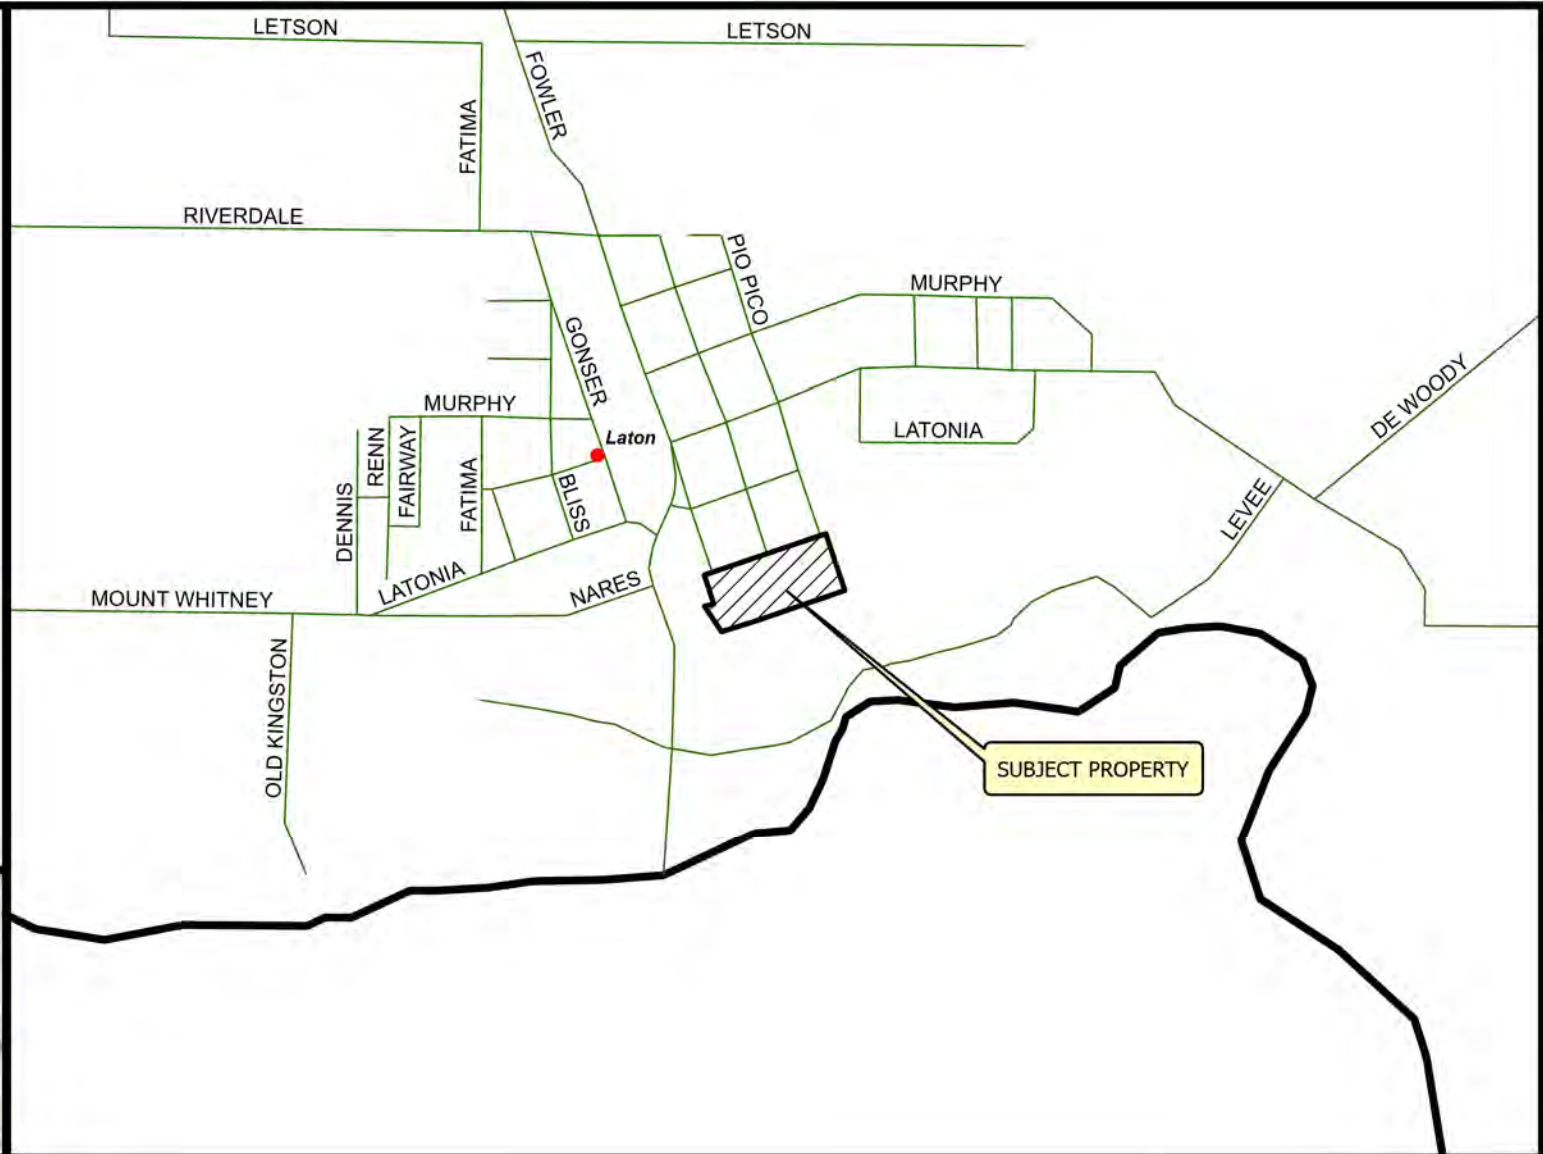 LETSON
LETSON
FOWLER
FATIMA
RIVERDALE
PIO PICO
MURPHY
GONSER
DE WOODY
MURPHY
Laton
LATONIA
RENN
FAIRWAY
FATIMA
BLISS
DENNIS
LEVEE
LATONIA
NARES
MOUNT WHITNEY
OLD KINGSTON
SUBJECT PROPERTY